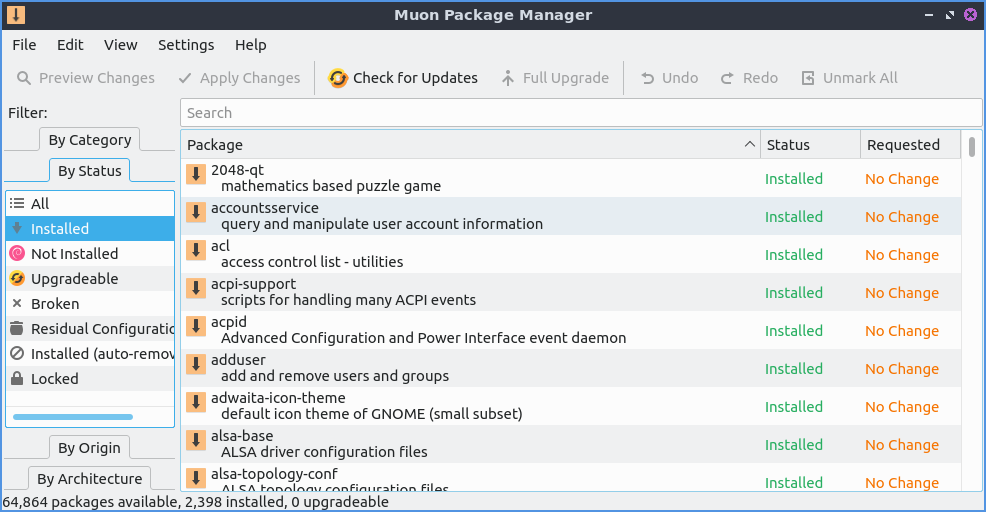 Muon Package Manager
File Edit View Settings Help
Preview Changes Apply Changes Check for Updates Full Upgrade Undo Redo Unmark All
Filter:
By Category
By Status
All
Installed
Not Installed
Upgradeable
Broken
Residual Configuratio
Installed (auto-remov
Locked
By Origin
By Architecture
Search
Package Status Requested
2048-qt
mathematics based puzzle game
Installed No Change
accountsservice
query and manipulate user account information
Installed No Change
acl
access control list - utilities
Installed No Change
acpi-support
scripts for handling many ACPI events
Installed No Change
acpid
Advanced Configuration and Power Interface event daemon
Installed No Change
adduser
add and remove users and groups
Installed No Change
adwaita-icon-theme
default icon theme of GNOME (small subset)
Installed No Change
alsa-base
ALSA driver configuration files
Installed No Change
alsa-topology-conf
ALSA topology configuration files
Installed No Change
64,864 packages available, 2,398 installed, 0 upgradeable